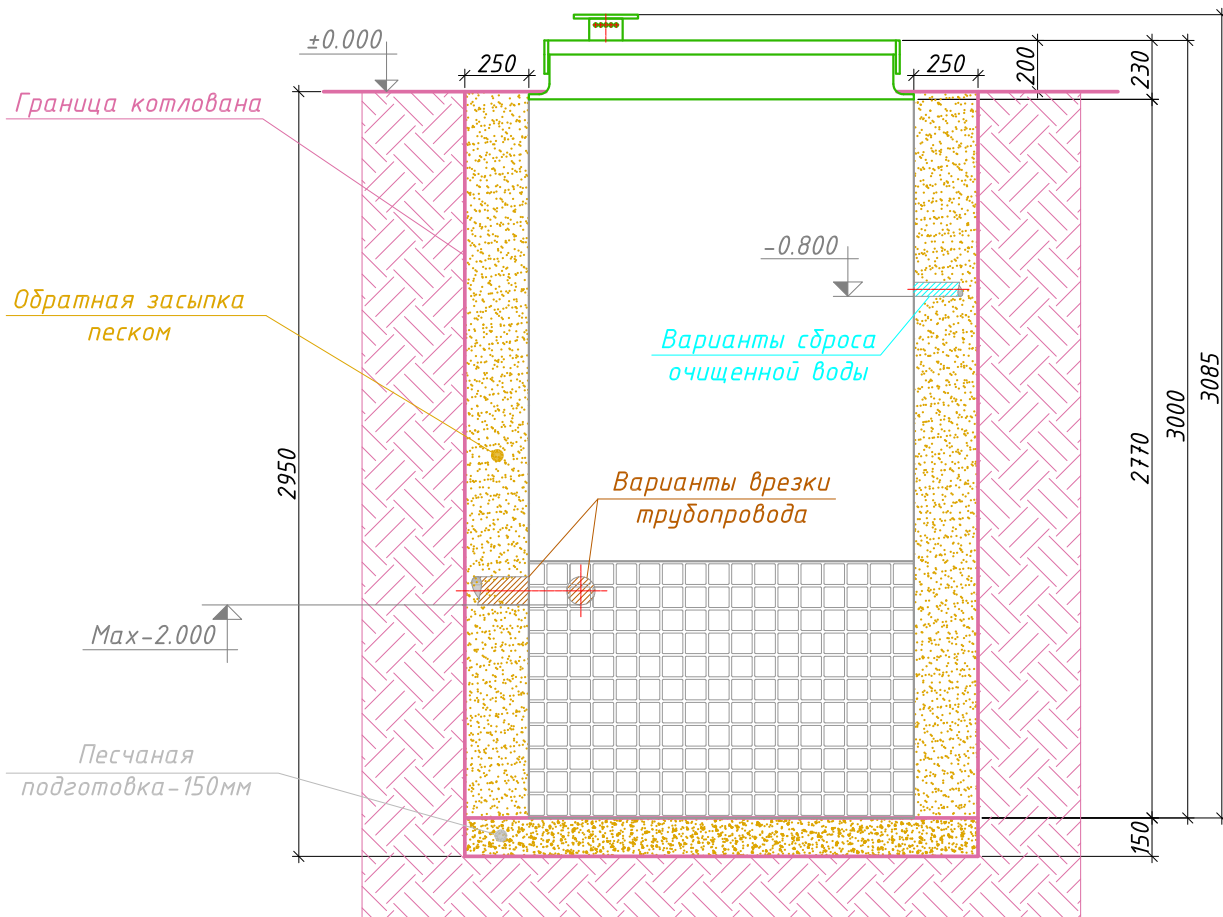 ±0.000
250
250
200
230
Граница котлована
-0.800
Обратная засыпка
песком
Варианты сброса
очищенной воды
3085
3000
2770
2950
Варианты врезки
трубопровода
Max-2.000
Песчаная
подготовка-150мм
150